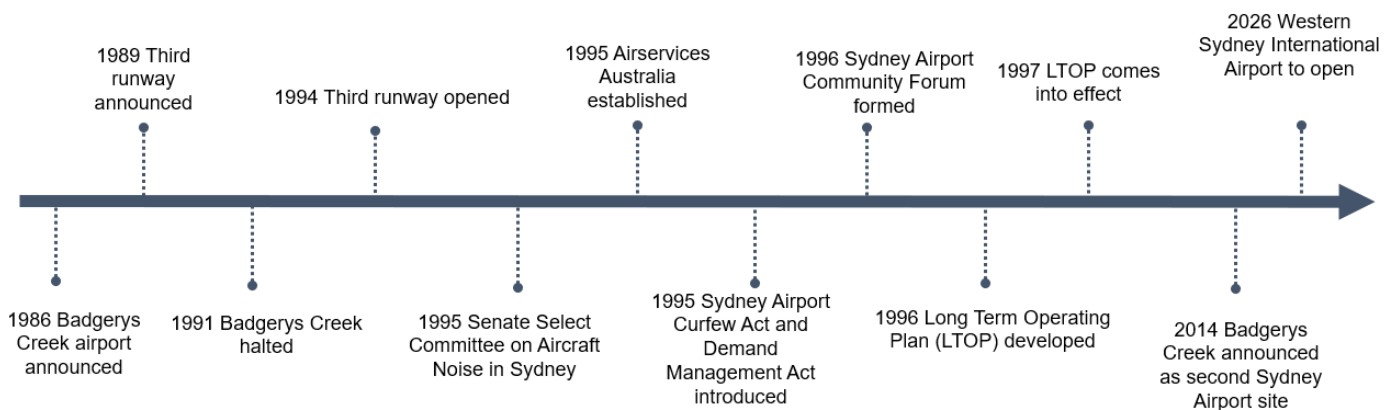 1986 Badgerys
Creek airport
announced
1989 Third
runway
announced
1991 Badgerys Creek
halted
1994 Third runway opened
1995 Senate Select
Committee on Aircraft
Noise in Sydney
1995 Airservices
Australia
established
1995 Sydney Airport
Curfew Act and
Demand
Management Act
introduced
1996 Sydney Airport
Community Forum
formed
1996 Long Term Operating
Plan (LTOP) developed
1997 LTOP comes
into effect
2014 Badgerys
Creek announced
as second Sydney
Airport site
2026 Western
Sydney International
Airport to open